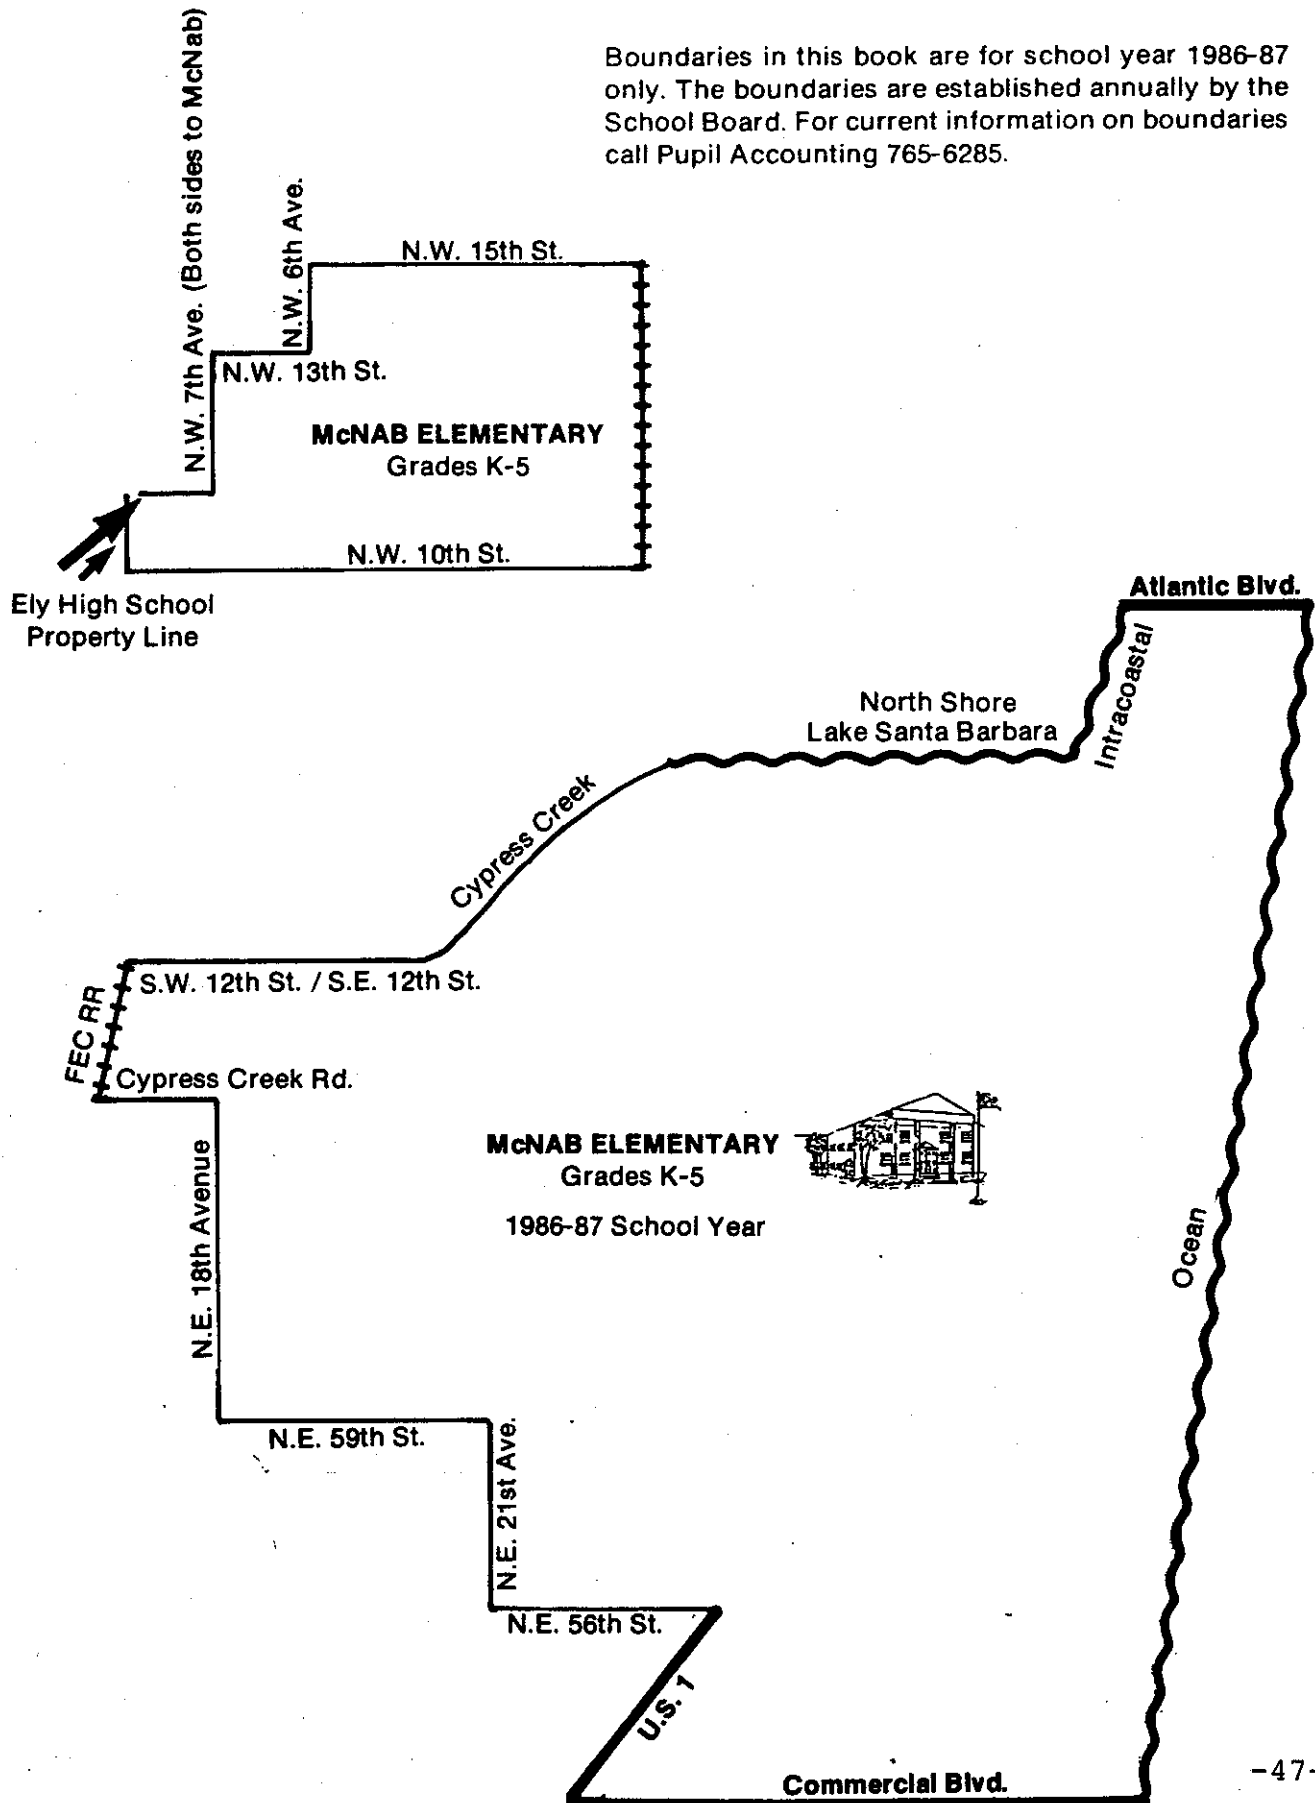 Boundaries in this book are for school year 1986-87
only. The boundaries are established annually by the
School Board. For current information on boundaries
call Pupil Accounting 765-6285.
N.W. 7th Ave. (Both sides to McNab)
N.W. 6th Ave.
N.W. 15th St.
N.W. 13th St.
McNAB ELEMENTARY
Grades K-5
N.W. 10th St.
Ely High School
Property Line
Atlantic Blvd.
Intracoastal
North Shore
Lake Santa Barbara
Cypress Creek
S.W. 12th St. / S.E. 12th St.
FEC RR
Cypress Creek Rd.
McNAB ELEMENTARY
Grades K-5
1986-87 School Year
N.E. 18th Avenue
Ocean
N.E. 59th St.
N.E. 21st Ave.
N.E. 56th St.
U.S. 1
Commercial Blvd.
-47-